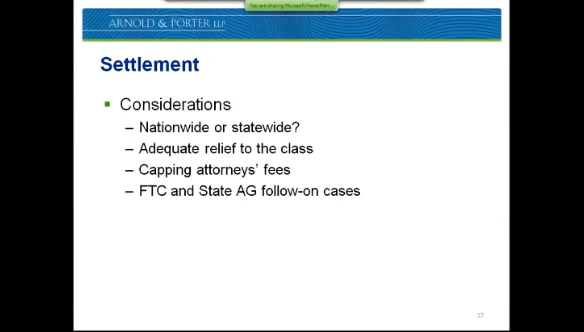 You are sharing Microsoft PowerPoin...
ARNOLD & PORTER LLP
Settlement
Considerations
– Nationwide or statewide?
– Adequate relief to the class
– Capping attorneys' fees
– FTC and State AG follow-on cases
37